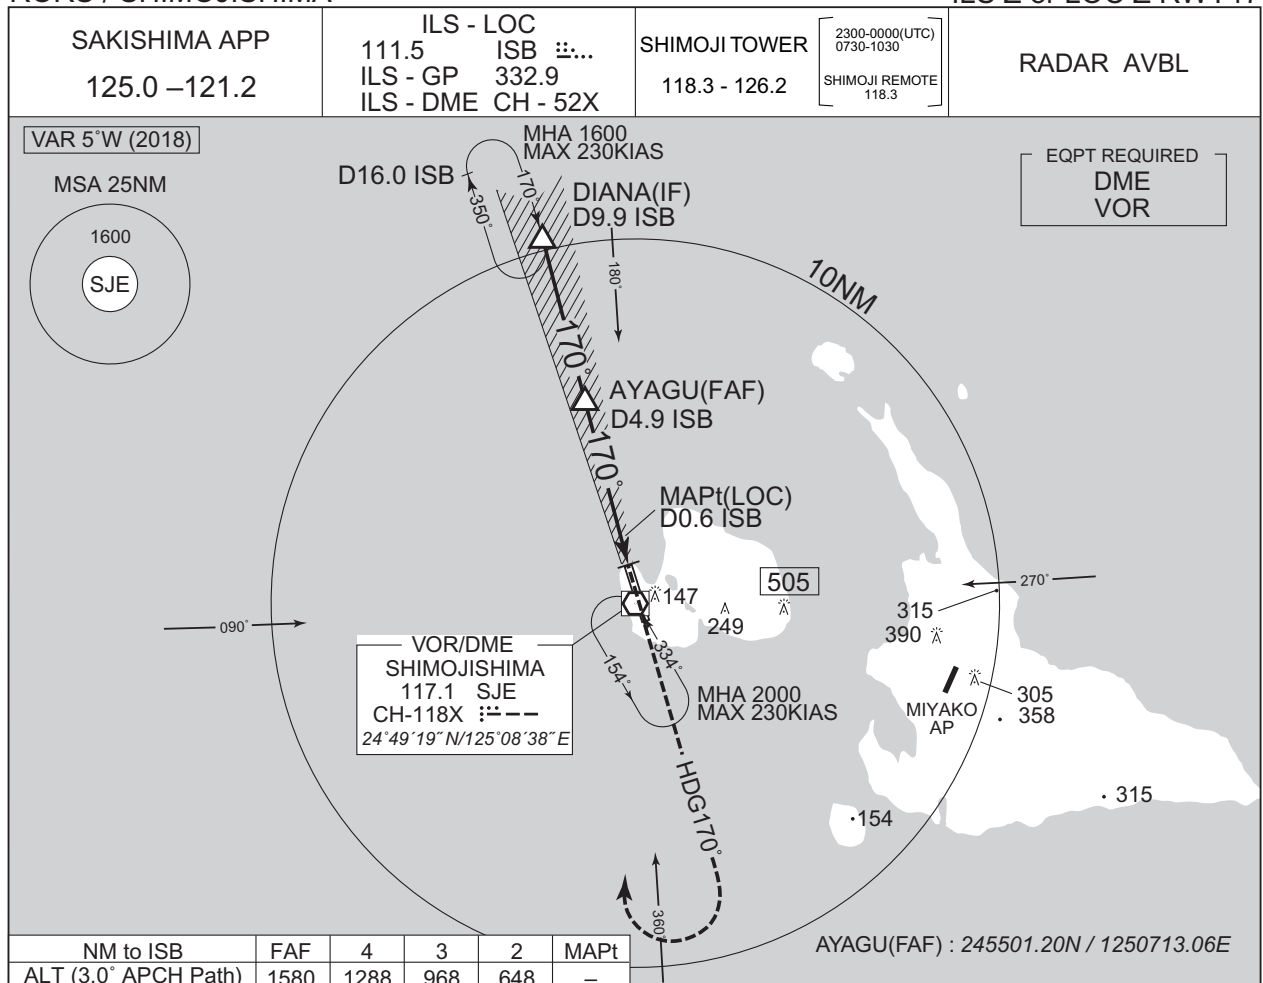 RORS / SHIMOJISHIMA
ILS Z or LOC Z RWY 17
SAKISHIMA APP
125.0 –121.2
ILS - LOC
111.5 ISB
ILS - GP 332.9
ILS - DME CH - 52X
SHIMOJI TOWER
118.3 - 126.2
2300-0000(UTC)
0730-1030
SHIMOJI REMOTE
118.3
RADAR AVBL
VAR 5°W (2018)
MSA 25NM
1600
SJE
MHA 1600
MAX 230KIAS
D16.0 ISB
170°
350°
DIANA(IF)
D9.9 ISB
180°
EQPT REQUIRED
DME
VOR
10NM
170°
AYAGU(FAF)
D4.9 ISB
170°
MAPt(LOC)
D0.6 ISB
505
147
249
270°
315
390
090°
VOR/DME
SHIMOJISHIMA
117.1 SJE
CH-118X
24°49´19˝N/125°08´38˝E
154°
334°
MHA 2000
MAX 230KIAS
MIYAKO
AP
305
358
315
154
HDG170°
360°
AYAGU(FAF) : 245501.20N / 1250713.06E
NM to ISB FAF 4 3 2 MAPt
ALT (3.0° APCH Path) 1580 1288 968 648 –